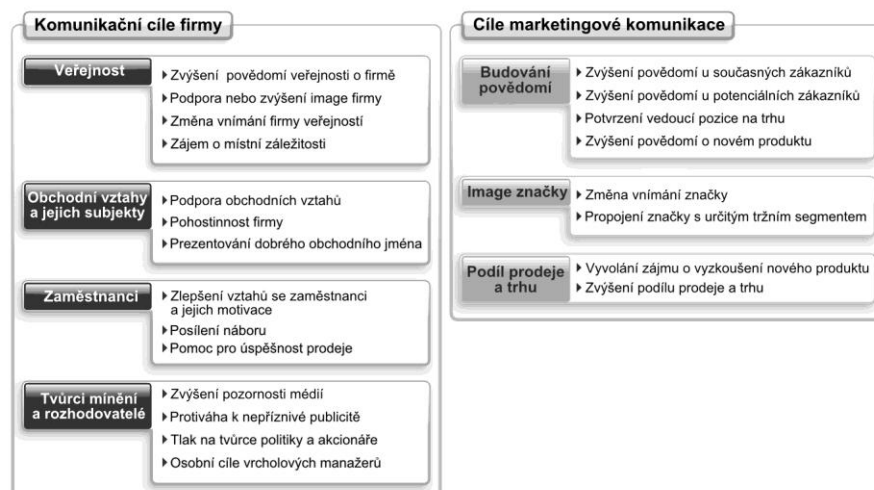 Komunikační cíle firmy
Veřejnost
Zvýšení povědomí veřejnosti o firmě
Podpora nebo zvýšení image firmy
Změna vnímání firmy veřejností
Zájem o místní záležitosti
Obchodní vztahy
a jejich subjekty
Podpora obchodních vztahů
Pohostinnost firmy
Prezentování dobrého obchodního jména
Zaměstnanci
Zlepšení vztahů se zaměstnanci
a jejich motivace
Posílení náboru
Pomoc pro úspěšnost prodeje
Tvůrci mínění
a rozhodovatelé
Zvýšení pozornosti médií
Protiváha k nepříznivé publicitě
Tlak na tvůrce politiky a akcionáře
Osobní cíle vrcholových manažerů
Cíle marketingové komunikace
Budování
povědomí
Zvýšení povědomí u současných zákazníků
Zvýšení povědomí u potenciálních zákazníků
Potvrzení vedoucí pozice na trhu
Zvýšení povědomí o novém produktu
Image značky
Změna vnímání značky
Propojení značky s určitým tržním segmentem
Podíl prodeje
a trhu
Vyvolání zájmu o vyzkoušení nového produktu
Zvýšení podílu prodeje a trhu